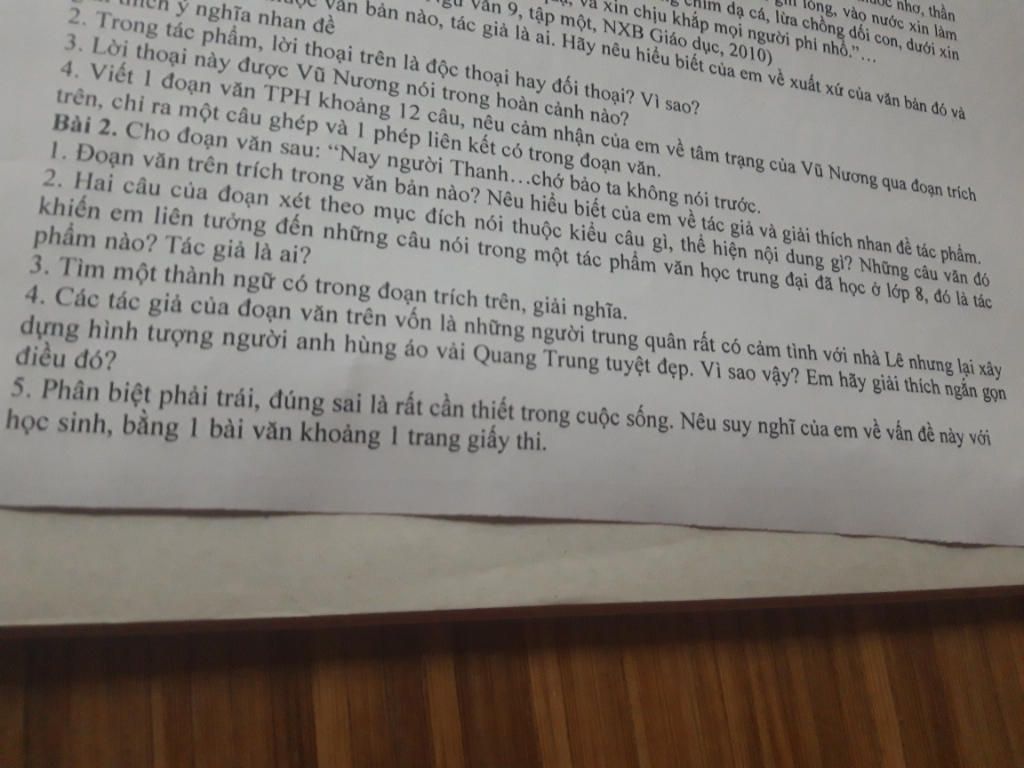 nhơ, thần
lòng, vào nước xin làm
chim dạ cá, lừa chồng dối con, dưới xin
và xin chịu khắp mọi người phỉ nhổ.”…
văn 9, tập một, NXB Giáo dục, 2010)
văn bản nào, tác giả là ai. Hãy nêu hiểu biết của em về xuất xứ của văn bản đó và
ý nghĩa nhan đề
2. Trong tác phẩm, lời thoại trên là độc thoại hay đối thoại? Vì sao?
3. Lời thoại này được Vũ Nương nói trong hoàn cảnh nào?
4. Viết 1 đoạn văn TPH khoảng 12 câu, nêu cảm nhận của em về tâm trạng của Vũ Nương qua đoạn trích
trên, chỉ ra một câu ghép và 1 phép liên kết có trong đoạn văn.
Bài 2. Cho đoạn văn sau: “Nay người Thanh…chớ bảo ta không nói trước.
1. Đoạn văn trên trích trong văn bản nào? Nêu hiểu biết của em về tác giả và giải thích nhan đề tác phẩm.
2. Hai câu của đoạn xét theo mục đích nói thuộc kiểu câu gì, thể hiện nội dung gì? Những câu văn đó
khiến em liên tưởng đến những câu nói trong một tác phẩm văn học trung đại đã học ở lớp 8, đó là tác
phẩm nào? Tác giả là ai?
3. Tìm một thành ngữ có trong đoạn trích trên, giải nghĩa.
4. Các tác giả của đoạn văn trên vốn là những người trung quân rất có cảm tình với nhà Lê nhưng lại xây
dựng hình tượng người anh hùng áo vải Quang Trung tuyệt đẹp. Vì sao vậy? Em hãy giải thích ngắn gọn
điều đó?
5. Phân biệt phải trái, đúng sai là rất cần thiết trong cuộc sống. Nêu suy nghĩ của em về vấn đề này với
học sinh, bằng 1 bài văn khoảng 1 trang giấy thi.